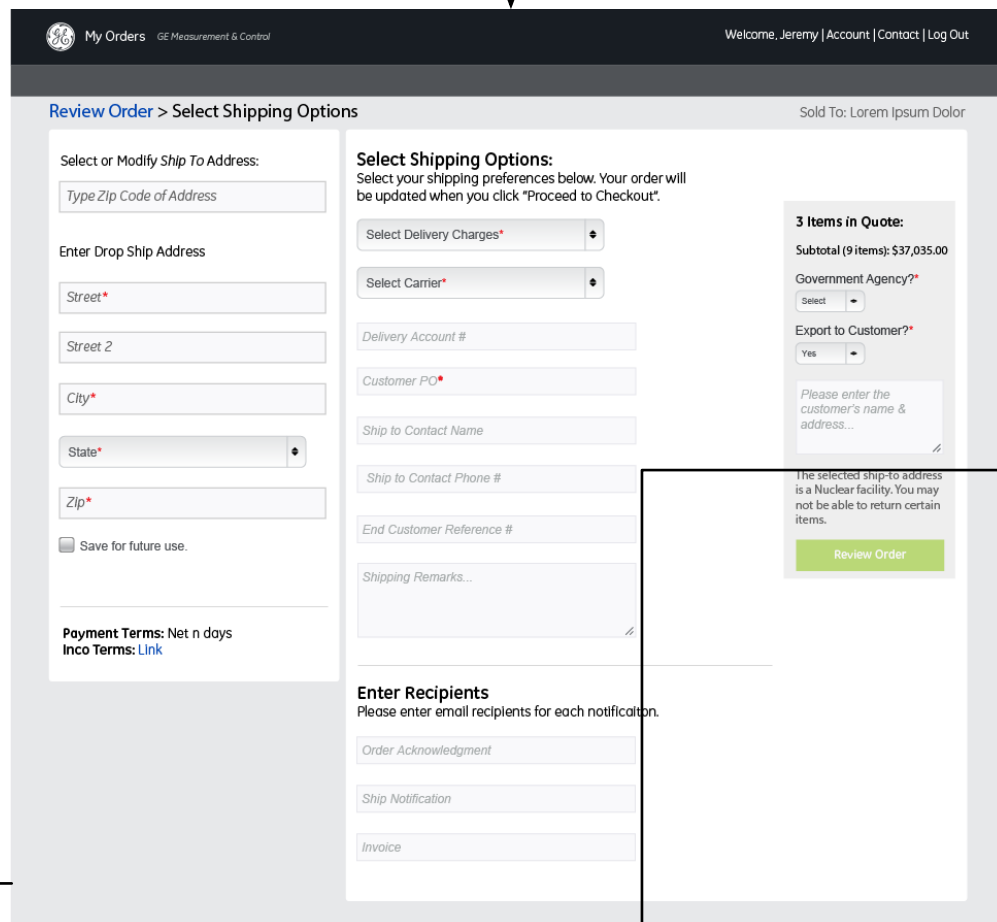 My Orders GE Measurement & Control
Welcome, Jeremy | Account | Contact | Log Out
Review Order > Select Shipping Options
Sold To: Lorem Ipsum Dolor
Select or Modify Ship To Address:
Type Zip Code of Address
Enter Drop Ship Address
Street*
Street 2
City*
State*
Zip*
Save for future use.
Payment Terms: Net n days
Inco Terms: Link
Select Shipping Options:
Select your shipping preferences below. Your order will
be updated when you click "Proceed to Checkout".
Select Delivery Charges*
Select Carrier*
Delivery Account #
Customer PO*
Ship to Contact Name
Ship to Contact Phone #
End Customer Reference #
Shipping Remarks...
Enter Recipients
Please enter email recipients for each notificaiton.
Order Acknowledgment
Ship Notification
Invoice
3 Items in Quote:
Subtotal (9 items): $37,035.00
Government Agency?*
Select
Export to Customer?*
Yes
Please enter the
customer's name &
address...
The selected ship-to address
is a Nuclear facility. You may
not be able to return certain
items.
Review Order